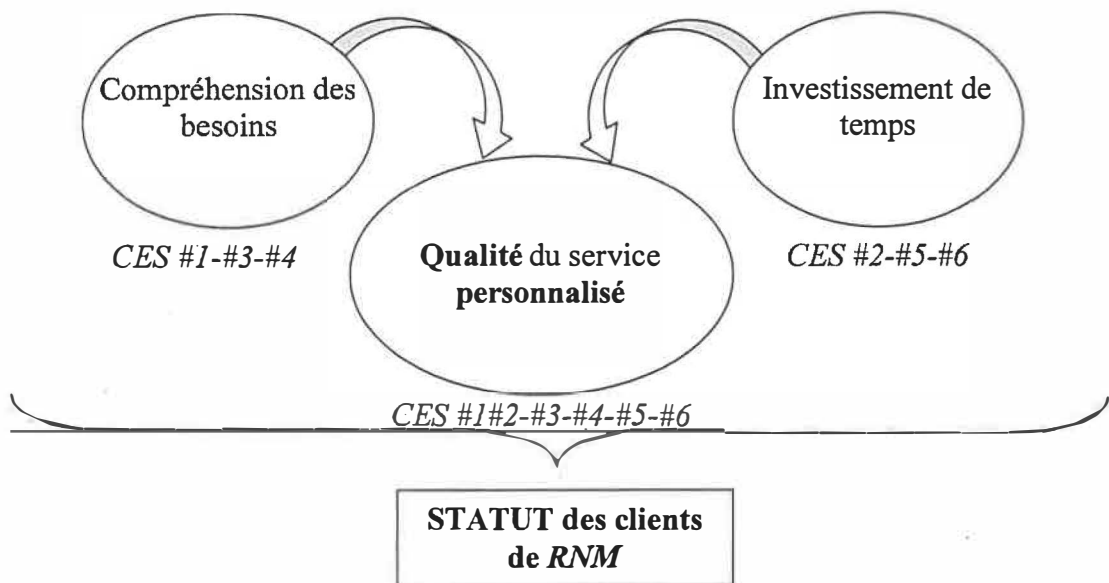 Compréhension des
besoins
Investissement de
temps
CES #1-#3-#4
Qualité du service
personnalisé
CES #2-#5-#6
CES #1#2-#3-#4-#5-#6
STATUT des clients
de RNM